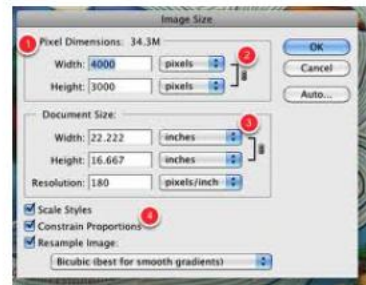 Image Size
1 Pixel Dimensions: 34.3M
2
Width: 4000 pixels
Height: 3000 pixels
OK
Cancel
Auto...
Document Size:
3
Width: 22.222 inches
Height: 16.667 inches
Resolution: 180 pixels/inch
Scale Styles
4
Constrain Proportions
Resample Image:
Bicubic (best for smooth gradients)